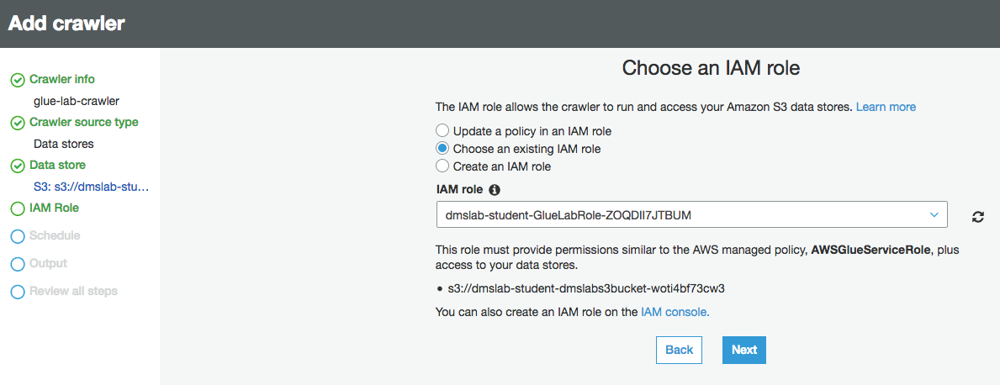 Add crawler
Crawler info
glue-lab-crawler
Crawler source type
Data stores
Data store
S3: s3://dmslab-stu...
IAM Role
Schedule
Output
Review all steps
Choose an IAM role
The IAM role allows the crawler to run and access your Amazon S3 data stores. Learn more
Update a policy in an IAM role
Choose an existing IAM role
Create an IAM role
IAM role
dmslab-student-GlueLabRole-ZOQDII7JTBUM
This role must provide permissions similar to the AWS managed policy, AWSGlueServiceRole, plus
access to your data stores.
• s3://dmslab-student-dmslabs3bucket-woti4bf73cw3
You can also create an IAM role on the IAM console.
Back
Next